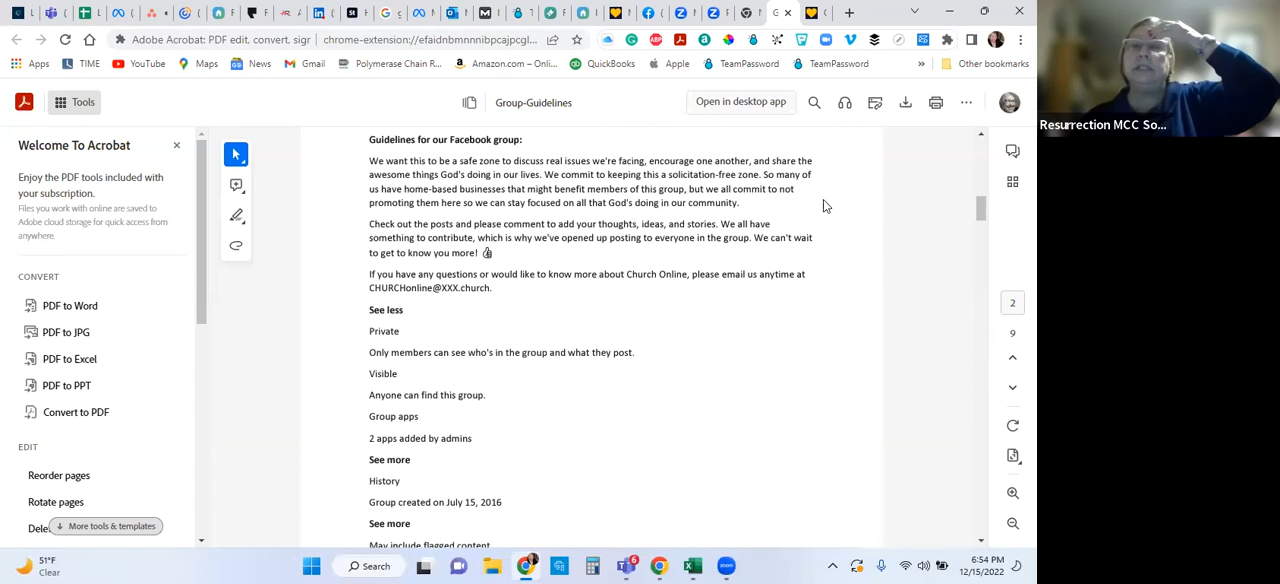 Adobe Acrobat: PDF edit, convert, sigr
chrome-extension://efaidnbmnnnibpcajpcgl...
Apps
TIME
YouTube
Maps
News
Gmail
Polymerase Chain R...
Amazon.com – Onli...
QuickBooks
Apple
TeamPassword
TeamPassword
»
Other bookmarks
Resurrection MCC So...
Tools
Group-Guidelines
Open in desktop app
Welcome To Acrobat
Enjoy the PDF tools included with
your subscription.
Files you work with online are saved to
Adobe cloud storage for quick access from
anywhere.
CONVERT
PDF to Word
PDF to JPG
PDF to Excel
PDF to PPT
Convert to PDF
EDIT
Reorder pages
Rotate pages
Dele
More tools & templates
Guidelines for our Facebook group:
We want this to be a safe zone to discuss real issues we're facing, encourage one another, and share the
awesome things God's doing in our lives. We commit to keeping this a solicitation-free zone. So many of
us have home-based businesses that might benefit members of this group, but we all commit to not
promoting them here so we can stay focused on all that God's doing in our community.
Check out the posts and please comment to add your thoughts, ideas, and stories. We all have
something to contribute, which is why we've opened up posting to everyone in the group. We can't wait
to get to know you more! 👍
If you have any questions or would like to know more about Church Online, please email us anytime at
CHURCHonline@XXX.church.
See less
Private
Only members can see who's in the group and what they post.
Visible
Anyone can find this group.
Group apps
2 apps added by admins
See more
History
Group created on July 15, 2016
See more
May include flagged content
2
9
51°F
Clear
Search
6
zoom
6:54 PM
12/15/2022